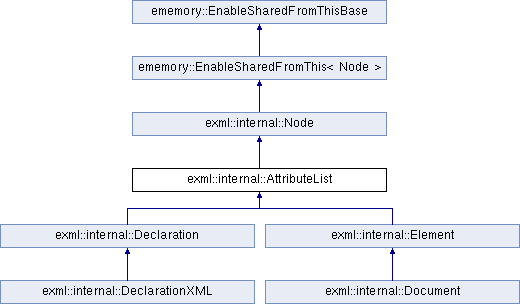 ememory::EnableSharedFromThisBase
ememory::EnableSharedFromThis< Node >
exml::internal::Node
exml::internal::AttributeList
exml::internal::Declaration
exml::internal::Element
exml::internal::DeclarationXML
exml::internal::Document